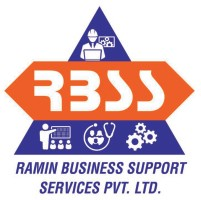 RBSS
RAMIN BUSINESS SUPPORT
SERVICES PVT. LTD.